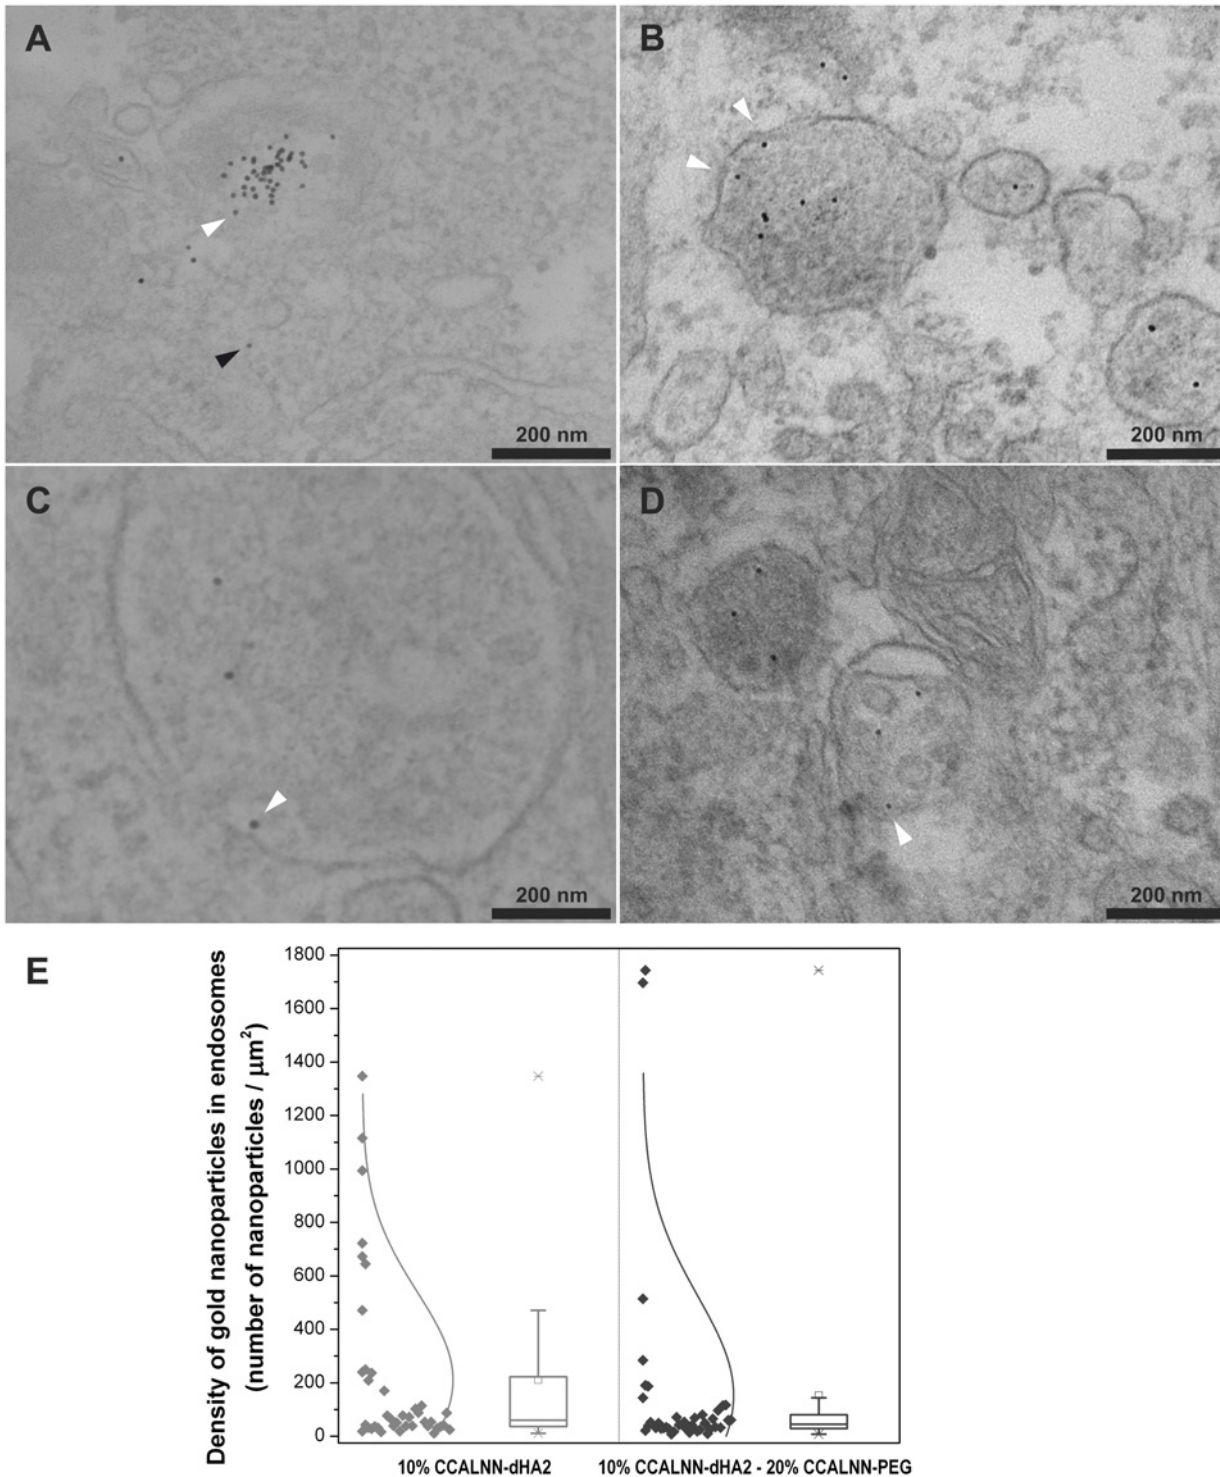 A
B
200 nm
200 nm
C
D
200 nm
200 nm
E
Density of gold nanoparticles in endosomes
(number of nanoparticles / μm²)
1800
1600
1400
1200
1000
800
600
400
200
0
10% CCALNN-dHA2
10% CCALNN-dHA2 - 20% CCALNN-PEG